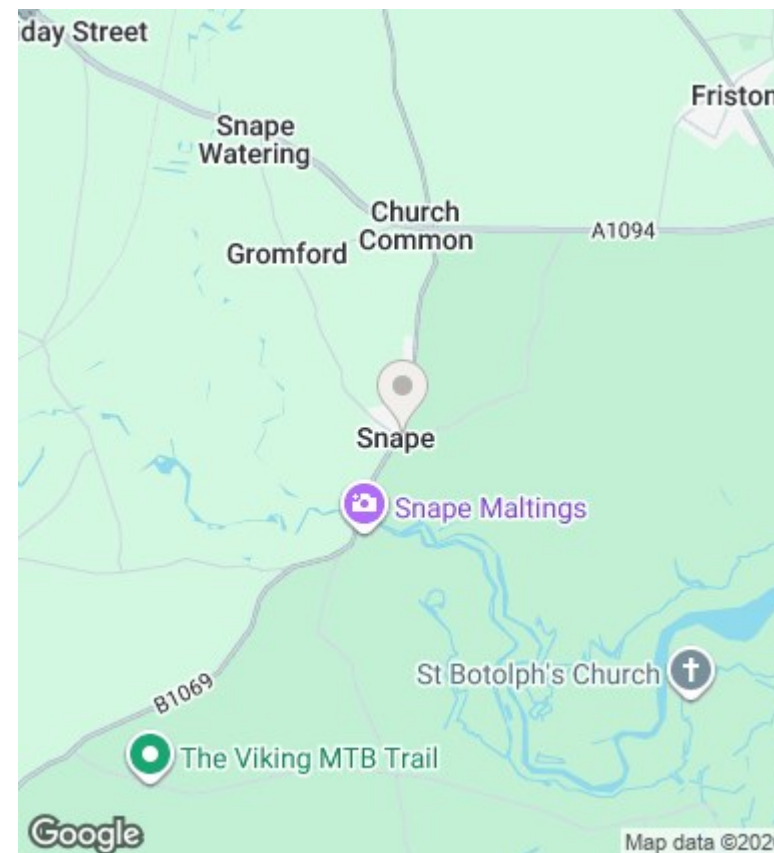 iday Street
Friston
Snape
Watering
Church
Common
A1094
Gromford
Snape
Snape Maltings
St Botolph's Church
B1069
The Viking MTB Trail
Google
Map data ©202